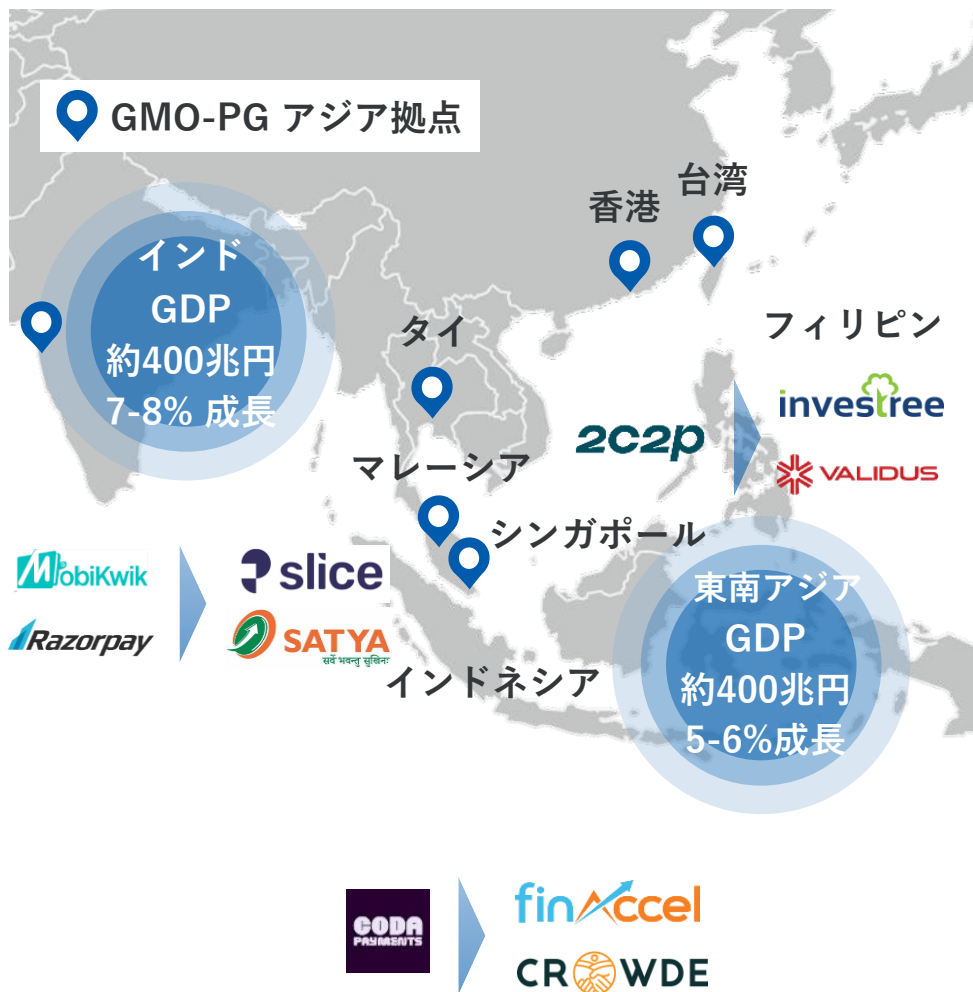 GMO-PG アジア拠点
台湾
香港
インド
GDP
約400兆円
7-8% 成長
タイ
フィリピン
investree
2c2p
VALIDUS
マレーシア
シンガポール
MobiKwik
slice
Razorpay
SATYA
सर्वे भवन्तु सुखिनः
インドネシア
東南アジア
GDP
約400兆円
5-6%成長
CODA
PAYMENTS
finAccel
CROWDE